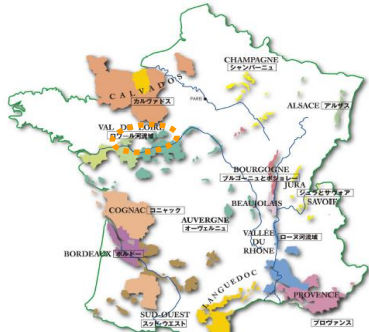 CHAMPAGNE
シャンパーニュ
CALVADOS
カルヴァドス
PARIS
ALSACE アルザス
VAL DE LOIRE
ロワール河流域
BOURGOGNE
ブルゴーニュとボジョレー
JURA
ジュラとサヴォア
SAVOIE
BEAUJOLAIS
COGNAC コニャック
AUVERGNE
オーヴェルニュ
VALLÉE
DU
RHÔNE
ローヌ河流域
BORDEAUX ボルドー
LANGUEDOC
PROVENCE
プロヴァンス
SUD-OUEST
スッド・ウエスト